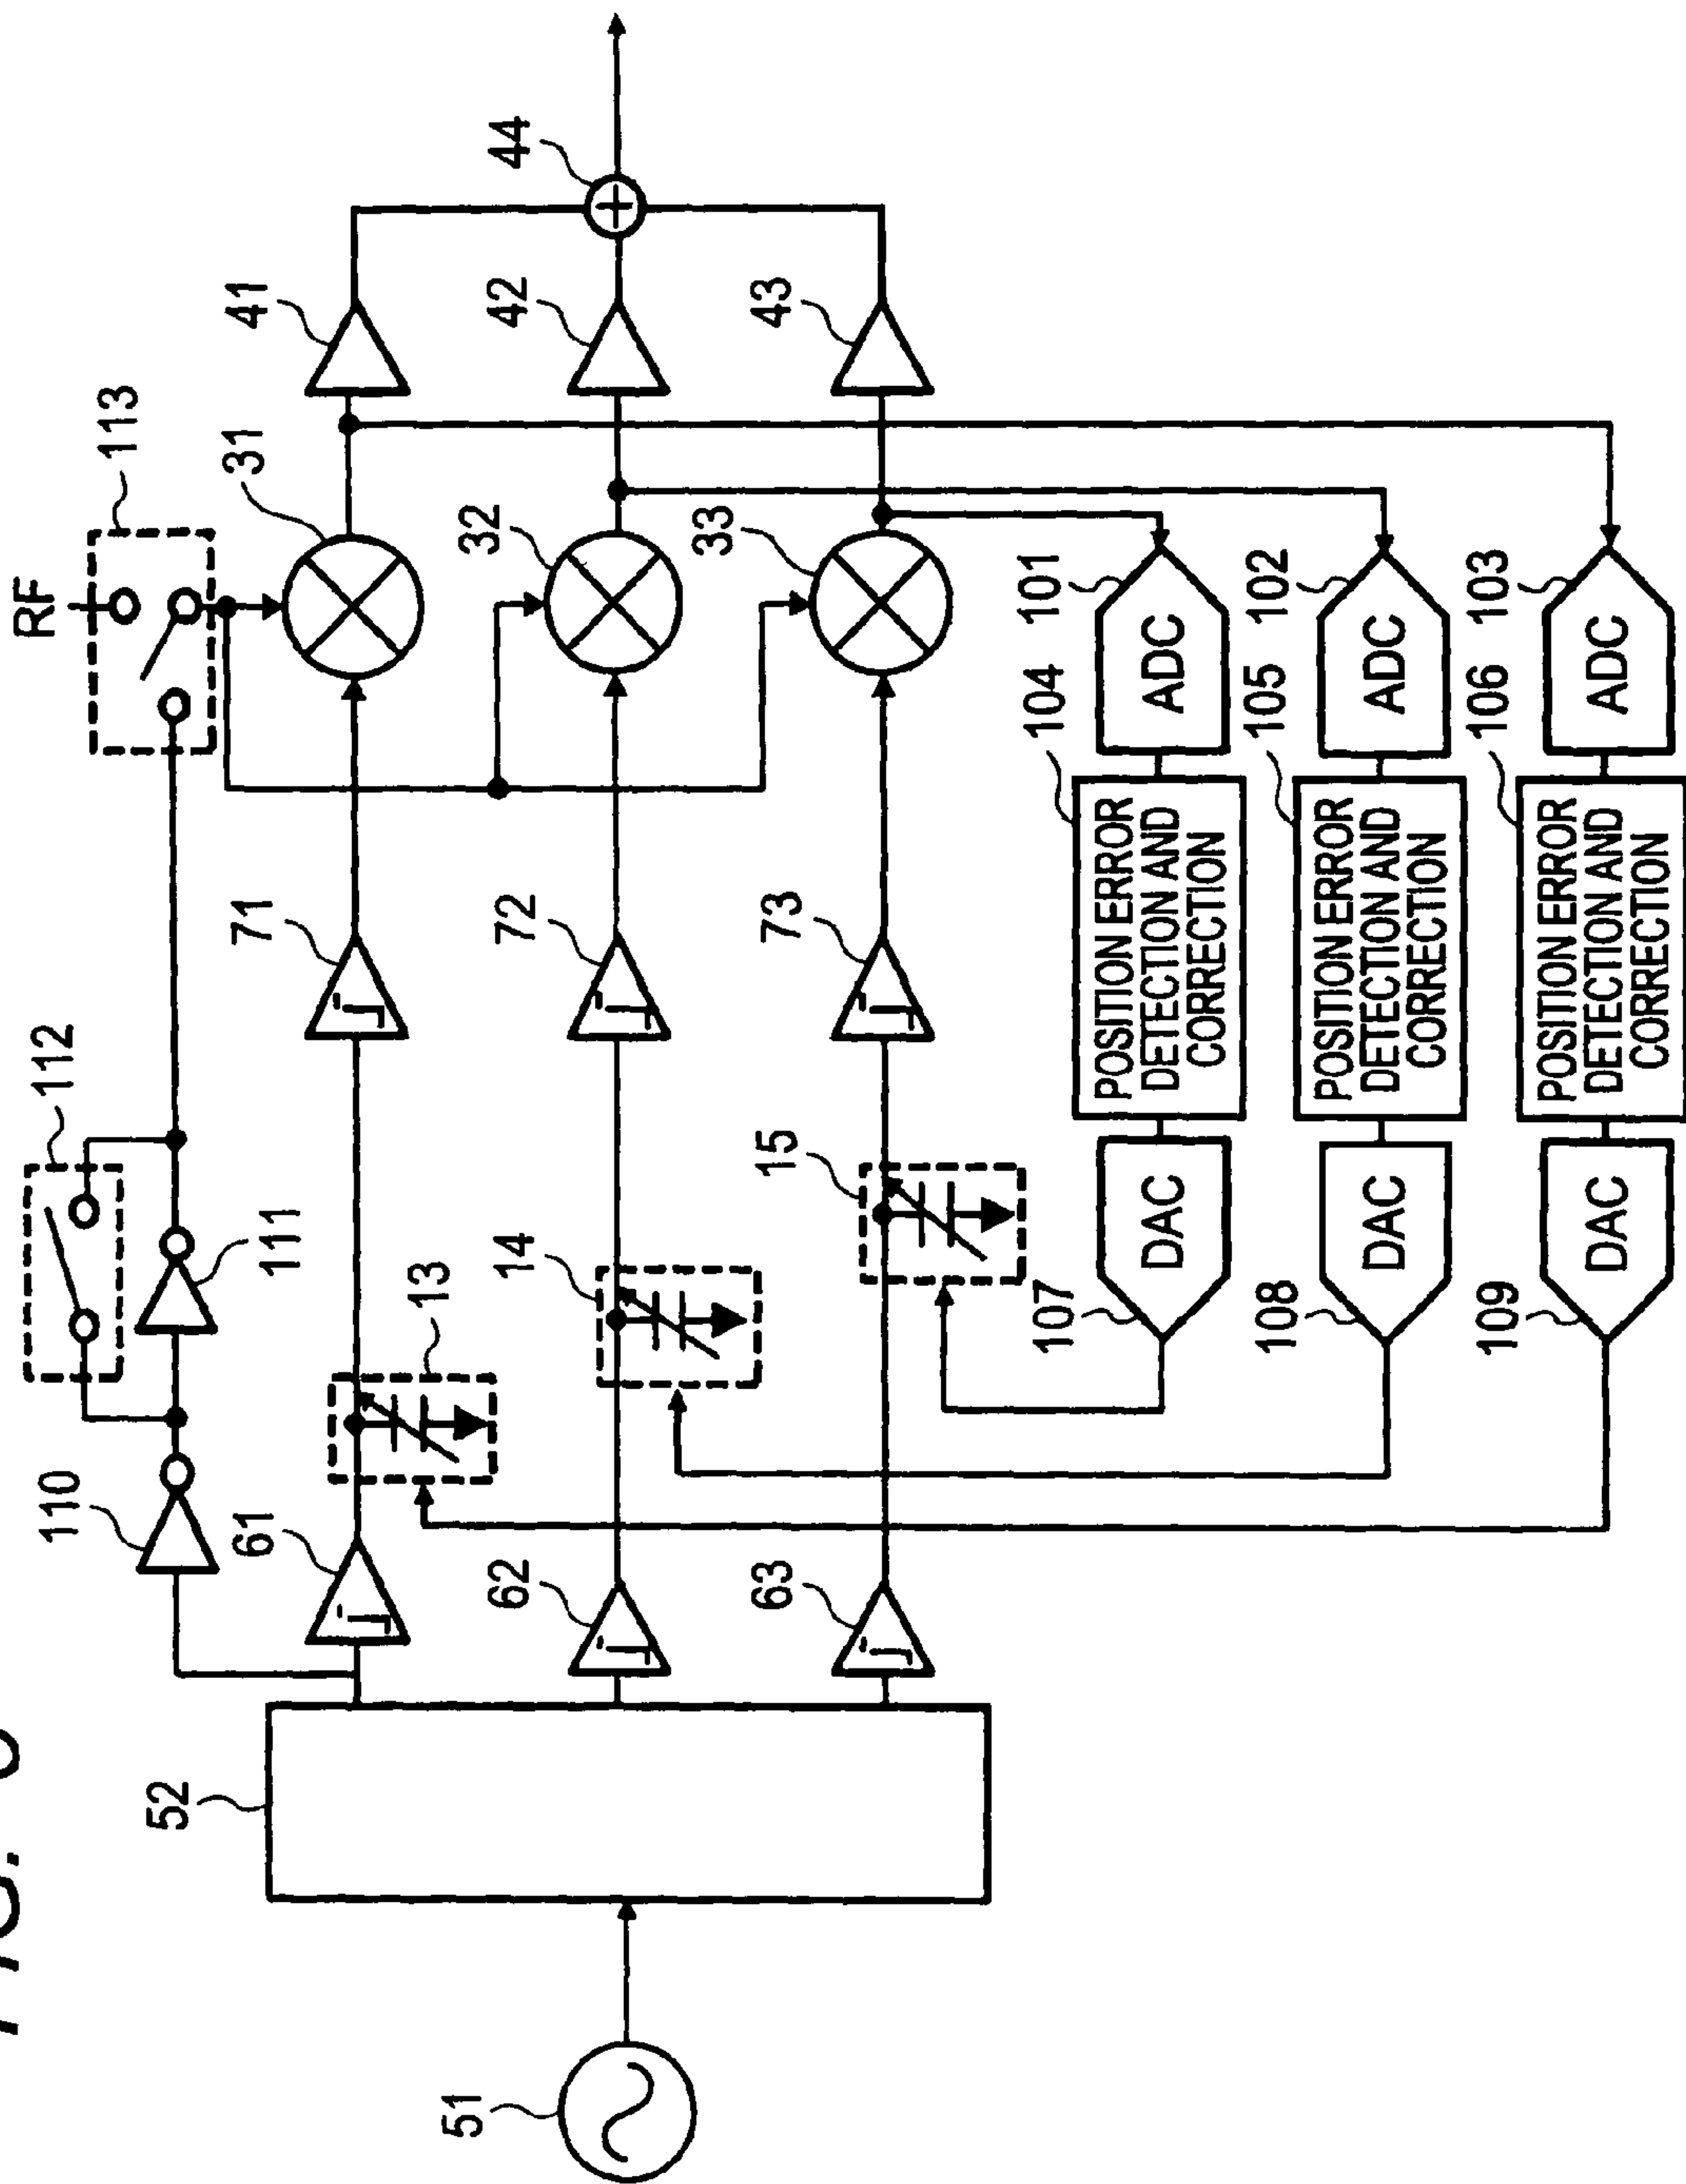 RF
113
112
110
111
52
61
71
31
41
13
44
62
14
72
32
42
51
63
15
73
33
43
107
DAC
POSITION ERROR
DETECTION AND
CORRECTION
104
ADC
101
108
DAC
POSITION ERROR
DETECTION AND
CORRECTION
105
ADC
102
109
DAC
POSITION ERROR
DETECTION AND
CORRECTION
106
ADC
103